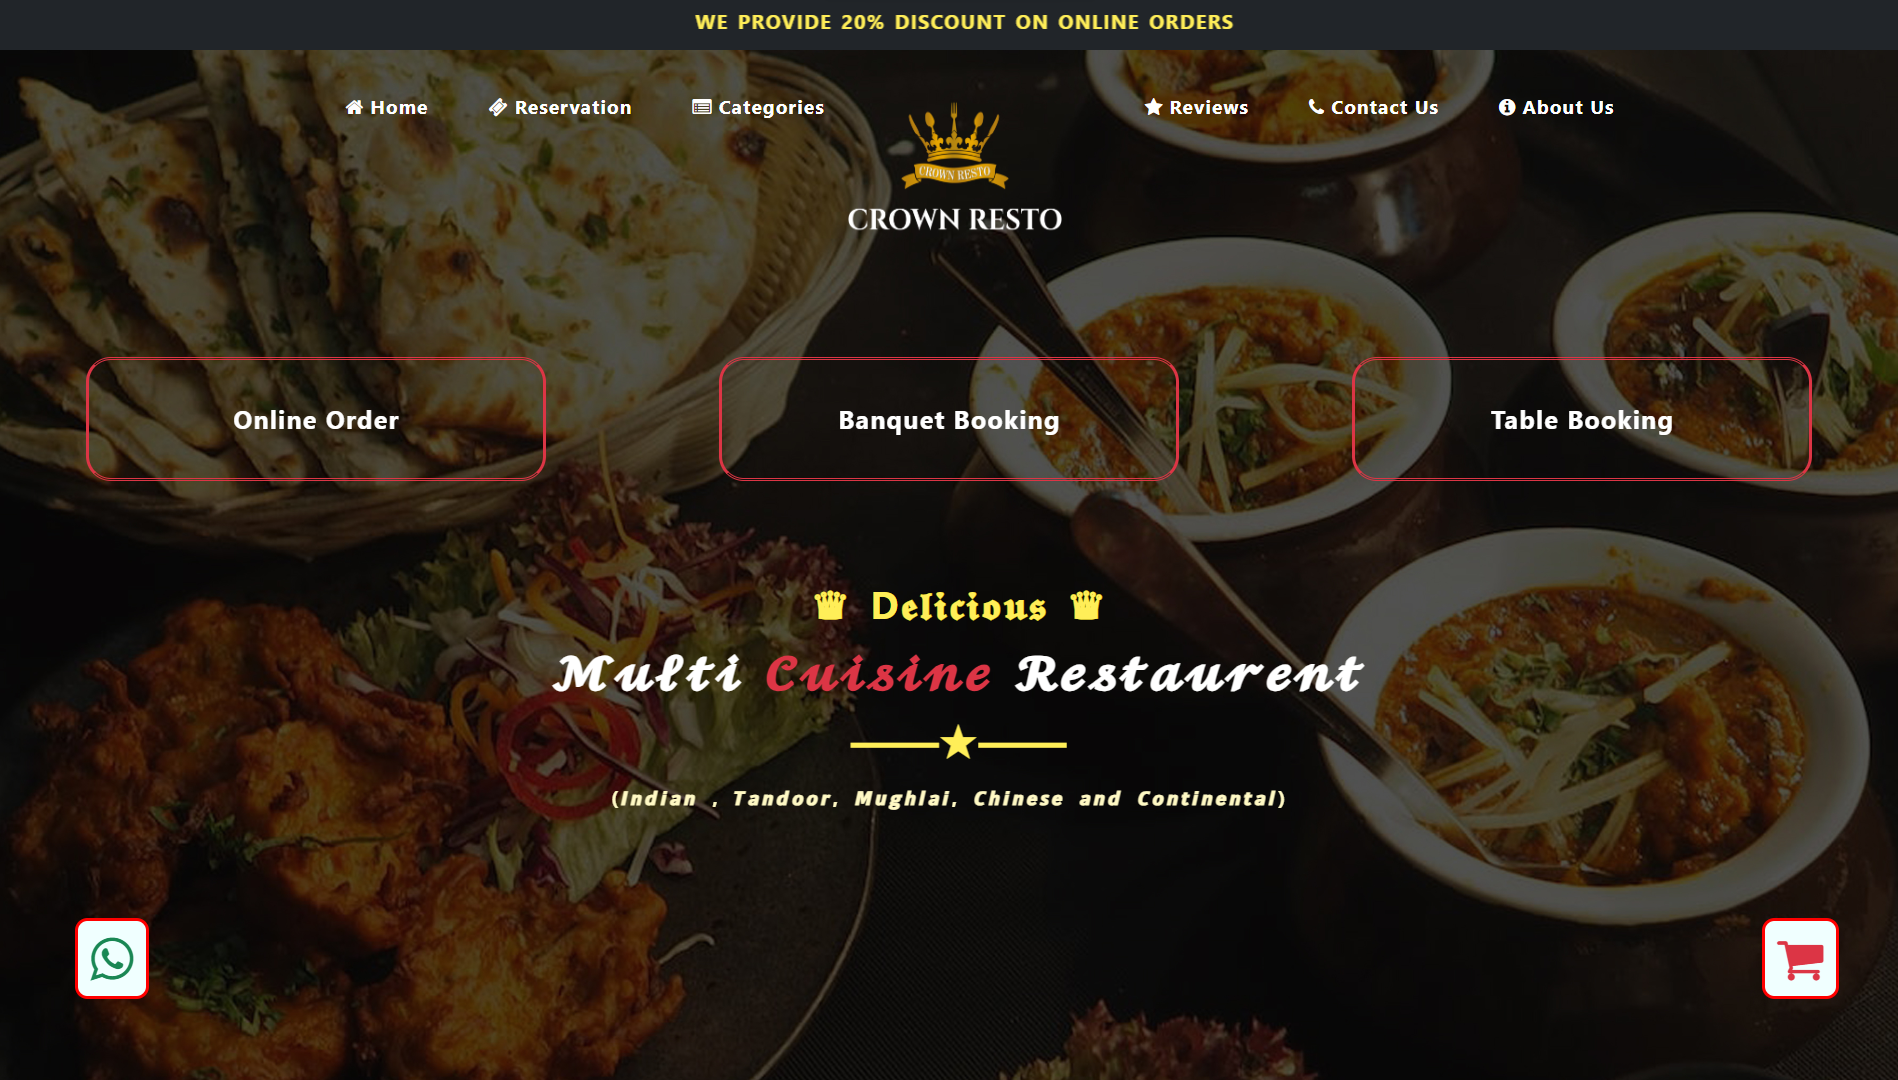 WE PROVIDE 20% DISCOUNT ON ONLINE ORDERS
Home Reservation Categories Reviews Contact Us About Us
CROWN RESTO
CROWN RESTO
Online Order Banquet Booking Table Booking
Delicious
Multi Cuisine Restaurent
(Indian , Tandoor, Mughlai, Chinese and Continental)